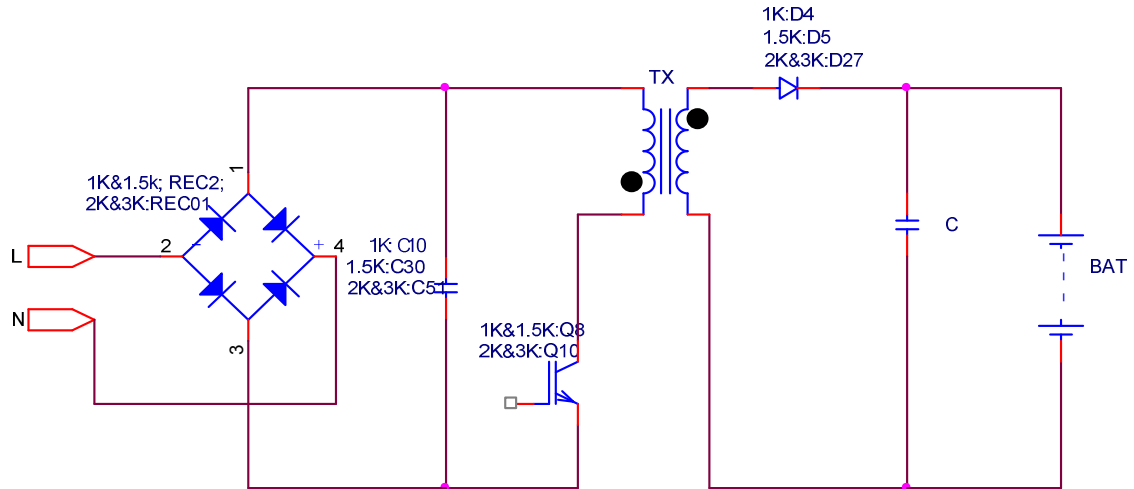 1K:D4
1.5K:D5
2K&3K:D27
TX
1
1K&1.5k; REC2;
2K&3K:REC01
2
-
+
4
L
1K: C10
1.5K:C30
2K&3K:C51
C
BAT
N
3
1K&1.5K:Q8
2K&3K:Q10